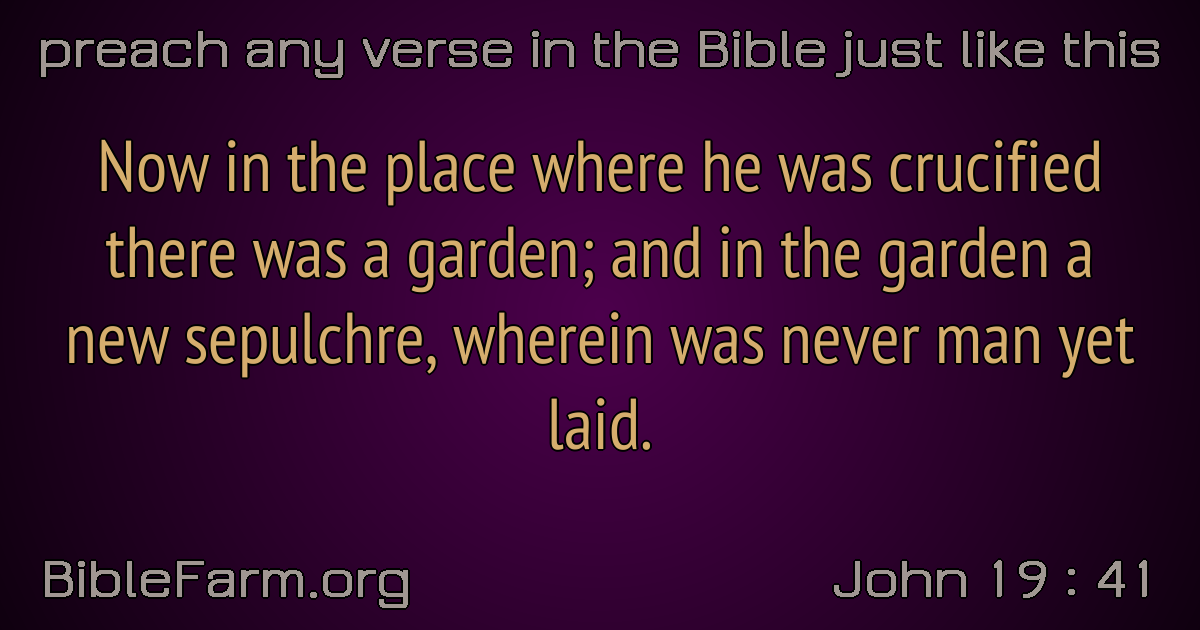 preach any verse in the Bible just like this
Now in the place where he was crucified
there was a garden; and in the garden a
new sepulchre, wherein was never man yet
laid.
BibleFarm.org
John 19 : 41